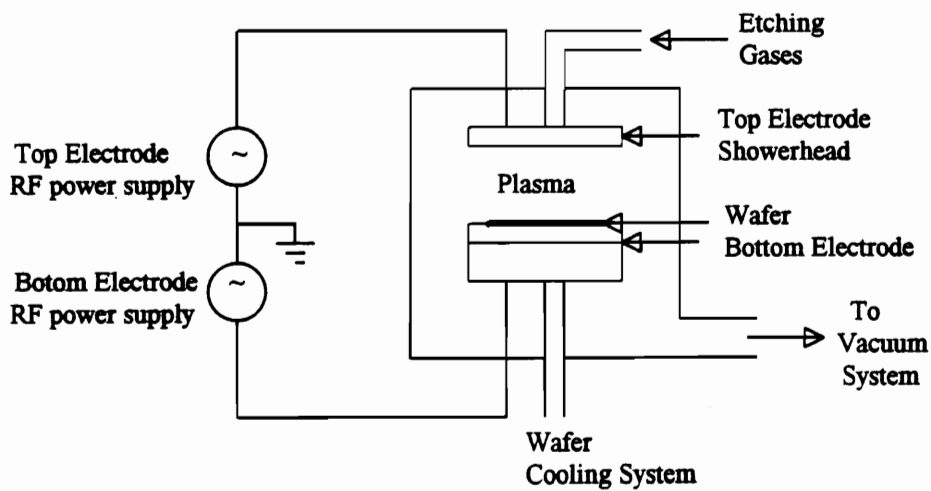 Etching
Gases
Top Electrode
Showerhead
Top Electrode
RF power supply
~
Plasma
Wafer
Bottom Electrode
Botom Electrode
RF power supply
~
To
Vacuum
System
Wafer
Cooling System